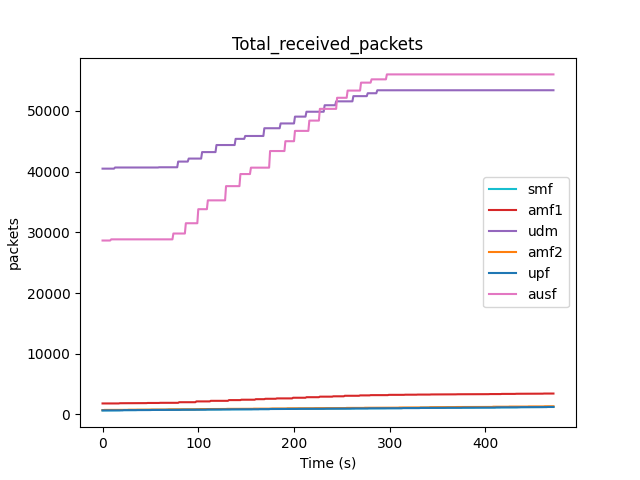 Total_received_packets
packets
50000
40000
30000
20000
10000
0
smf
amf1
udm
amf2
upf
ausf
0 100 200 300 400
Time (s)